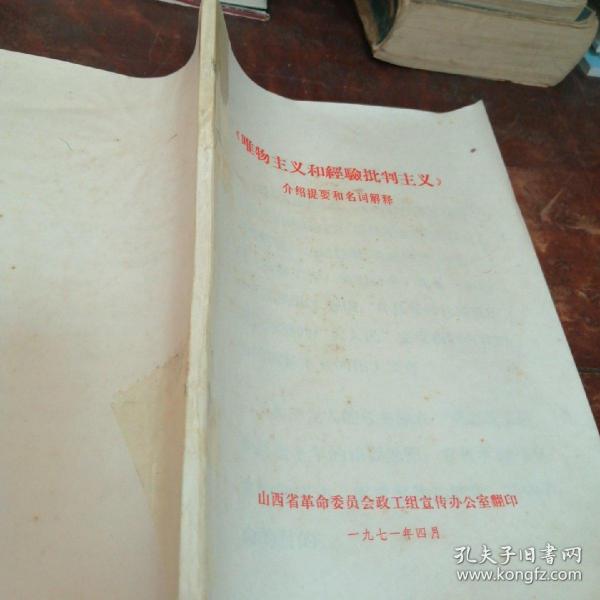 《唯物主义和經驗批判主义》
介绍提要和名词解释
山西省革命委员会政工组宣传办公室翻印
一九七一年四月
孔夫子旧书网
www.kongfz.com